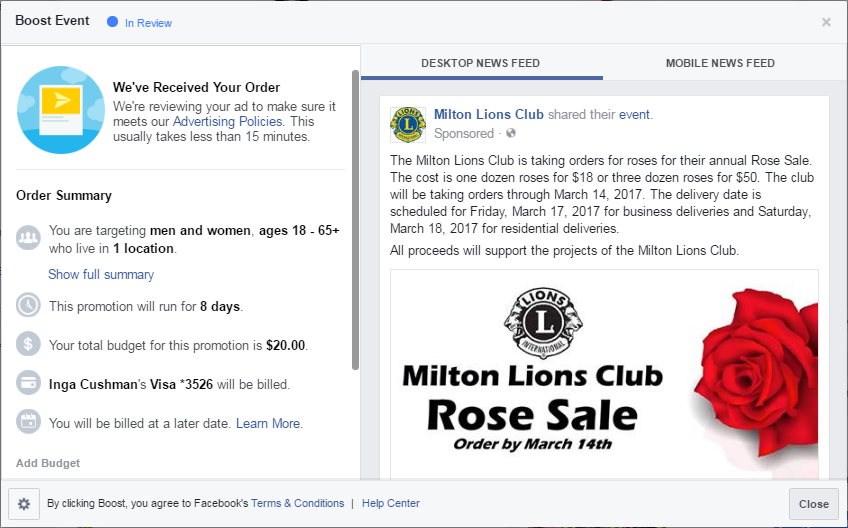 Boost Event
In Review
×
We've Received Your Order
We're reviewing your ad to make sure it
meets our Advertising Policies. This
usually takes less than 15 minutes.
Order Summary
You are targeting men and women, ages 18 - 65+
who live in 1 location.
Show full summary
This promotion will run for 8 days.
$
Your total budget for this promotion is $20.00.
Inga Cushman's Visa *3526 will be billed.
You will be billed at a later date. Learn More.
Add Budget
DESKTOP NEWS FEED
MOBILE NEWS FEED
LIONS
L
INTERNATIONAL
Milton Lions Club shared their event.
Sponsored ·
The Milton Lions Club is taking orders for roses for their annual Rose Sale.
The cost is one dozen roses for $18 or three dozen roses for $50. The club
will be taking orders through March 14, 2017. The delivery date is
scheduled for Friday, March 17, 2017 for business deliveries and Saturday,
March 18, 2017 for residential deliveries.
All proceeds will support the projects of the Milton Lions Club.
LIONS
L
INTERNATIONAL
Milton Lions Club
Rose Sale
Order by March 14th
By clicking Boost, you agree to Facebook's Terms & Conditions | Help Center
Close